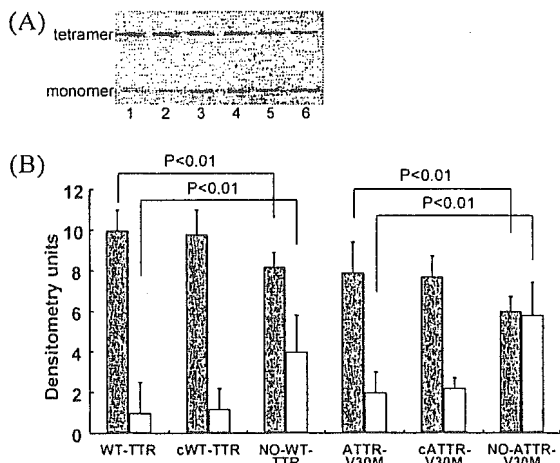 (A)
tetramer
monomer
1 2 3 4 5 6
(B)
P<0.01
P<0.01
P<0.01
P<0.01
Densitometry units
12
10
8
6
4
2
0
WT-TTR
cWT-TTR
NO-WT-
TTR
ATTR-
V30M
cATTR-
V30M
NO-ATTR-
V30M